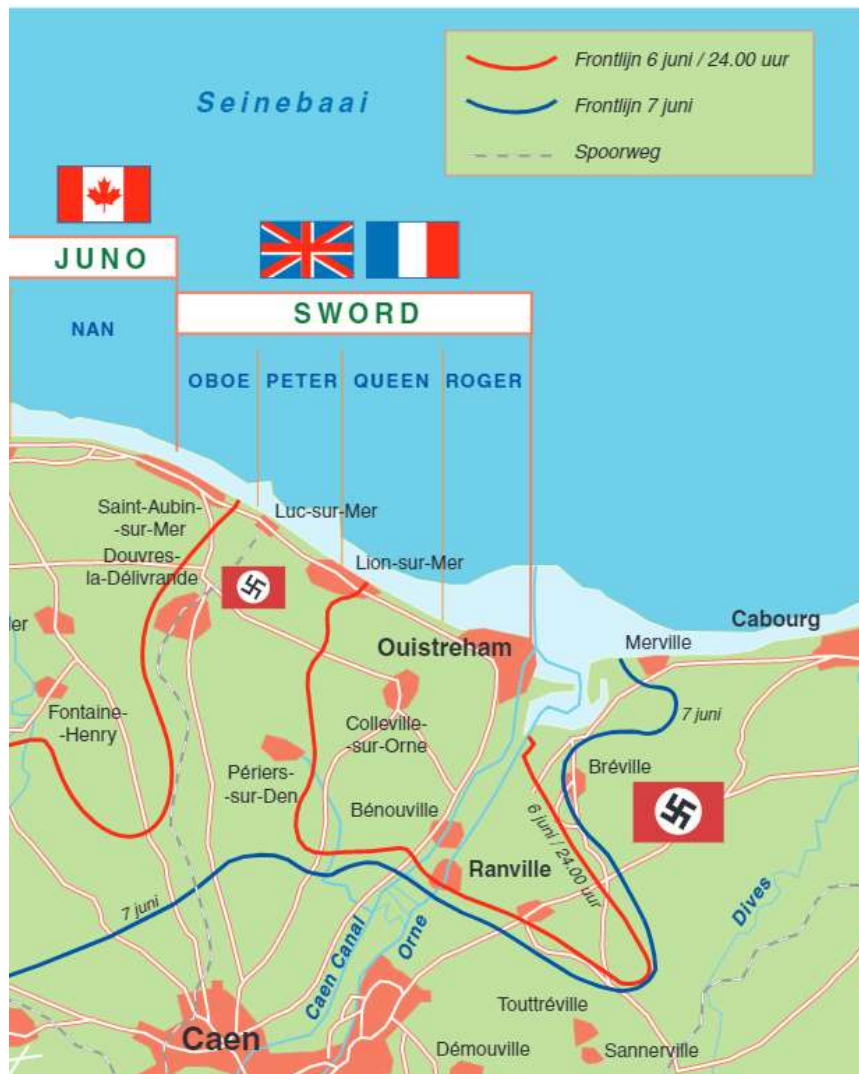 Frontlijn 6 juni / 24.00 uur
Frontlijn 7 juni
Spoorweg
Seinebaai
JUNO
SWORD
NAN
OBOE
PETER
QUEEN
ROGER
Saint-Aubin-
-sur-Mer
Luc-sur-Mer
Douvres-
-la-Délivrande
Lion-sur-Mer
Cabourg
ler
Ouistreham
Merville
Fontaine-
-Henry
Colleville-
-sur-Orne
7 juni
Périers-
-sur-Den
Bréville
Bénouville
6 juni / 24.00 uur
Ranville
7 juni
Caen Canal
Orne
Dives
Touttréville
Caen
Démouville
Sannerville